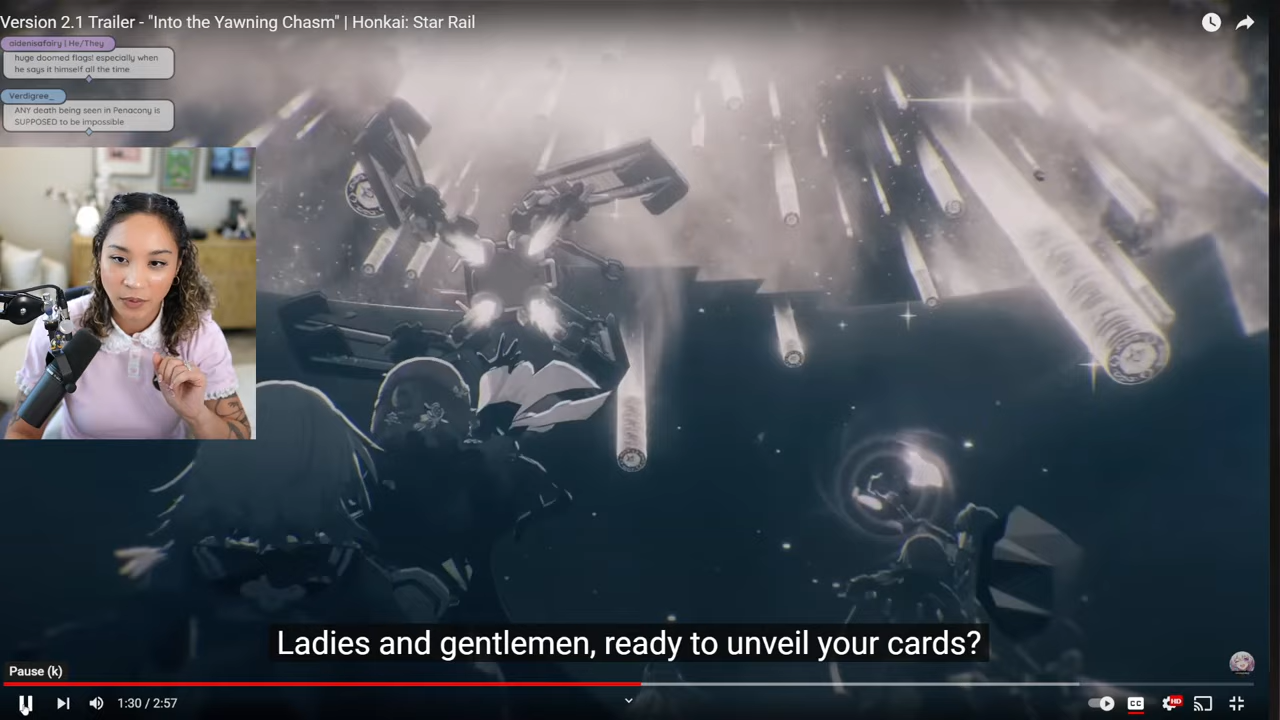 Version 2.1 Trailer - "Into the Yawning Chasm" | Honkai: Star Rail
aidenisafairy | He/They
huge doomed flags! especially when
he says it himself all the time
Verdigree_
ANY death being seen in Penacony is
SUPPOSED to be impossible
Ladies and gentlemen, ready to unveil your cards?
Pause (k)
1:30 / 2:57
CC
HD